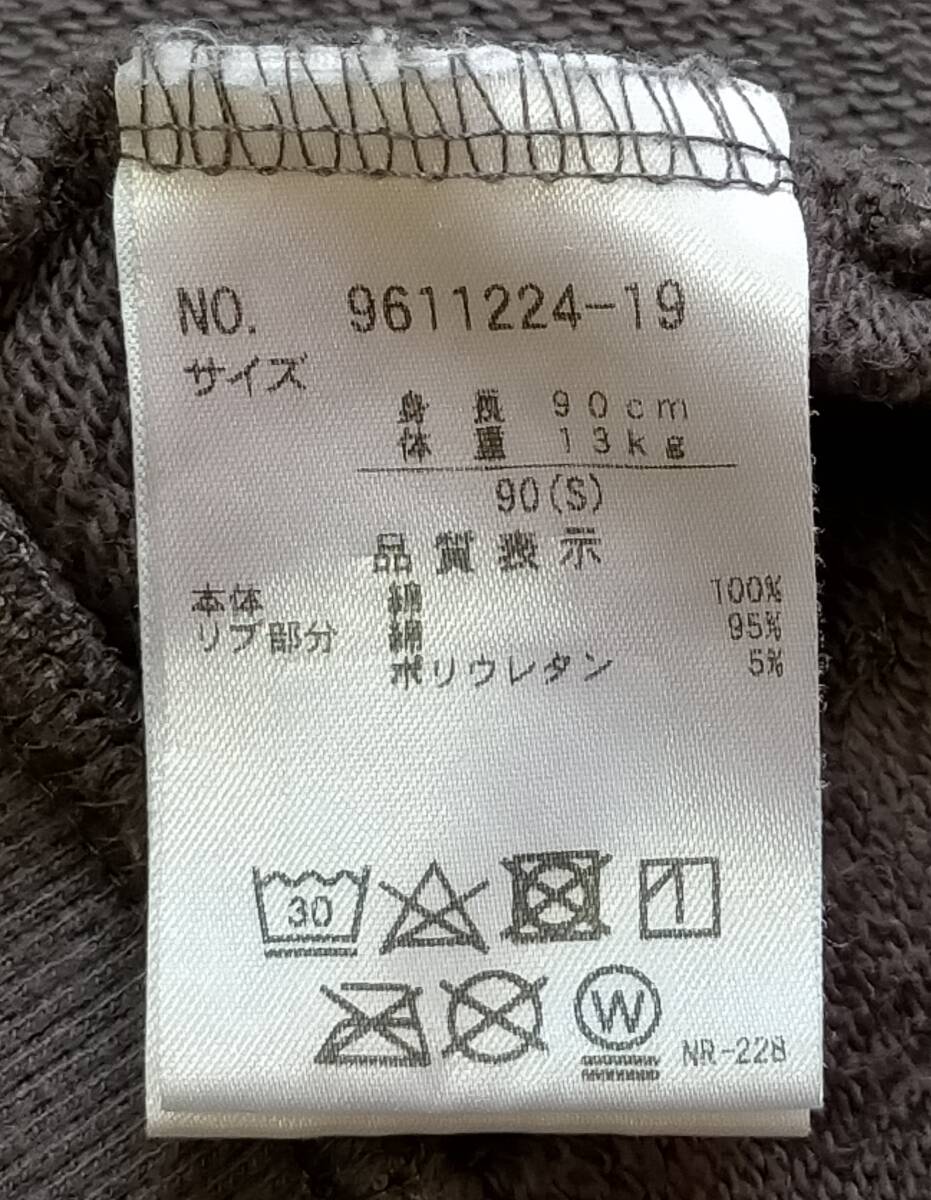 NO. 9611224-19
サイズ
身長 90cm
体重 13kg
90(S)
品質表示
本体 綿 100%
リブ部分 綿 95%
ポリウレタン 5%
30
W
NR-228